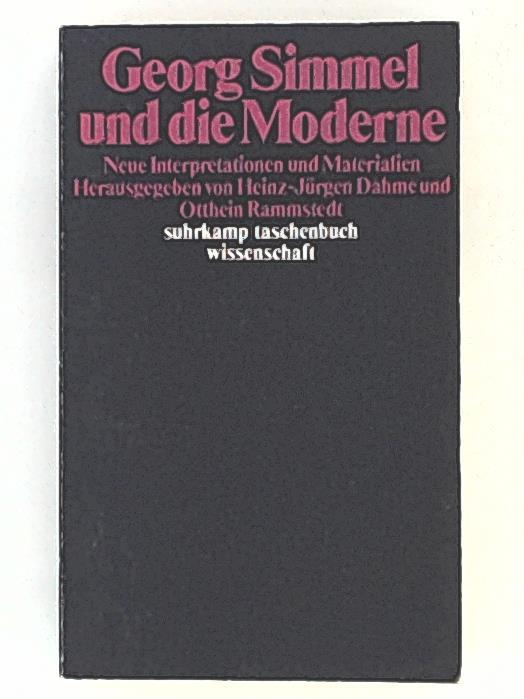 Georg Simmel
und die Moderne
Neue Interpretationen und Materialien
Herausgegeben von Heinz-Jürgen Dahme und
Otthein Rammstedt
suhrkamp taschenbuch
wissenschaft